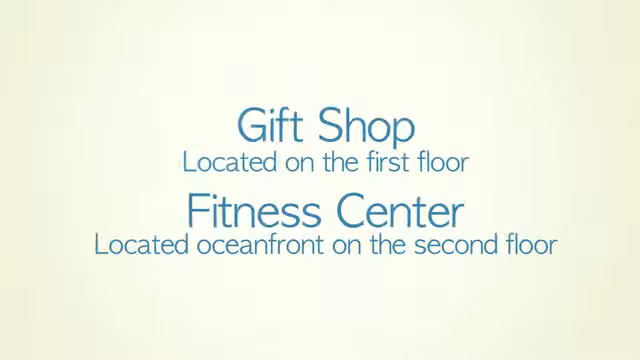 Gift Shop
Located on the first floor
Fitness Center
Located oceanfront on the second floor